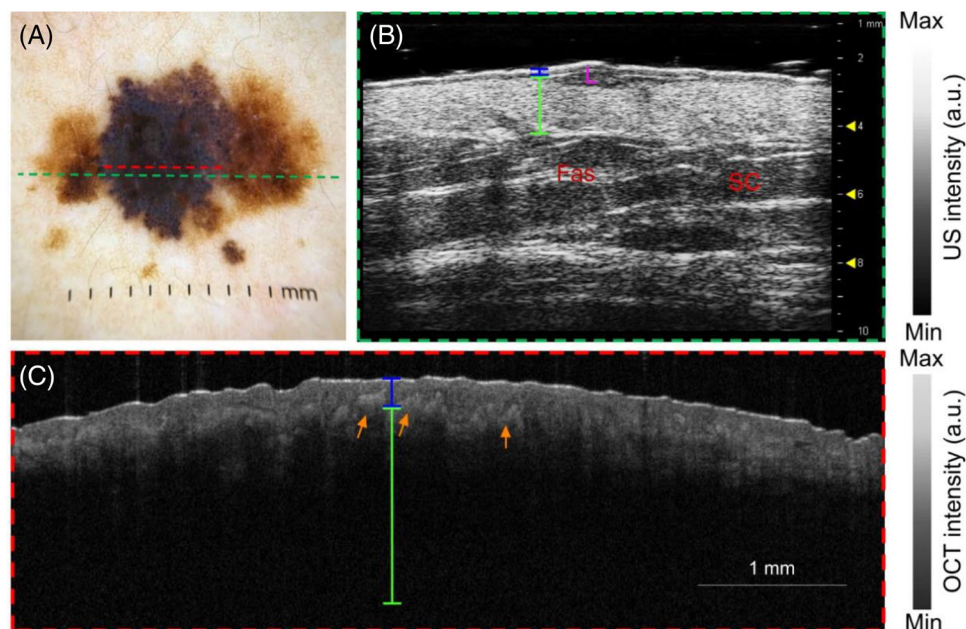 (A)
mm
(B)
1 mm
2
4
6
8
10
L
Fas
SC
Max
US intensity (a.u.)
Min
(C)
1 mm
Max
OCT intensity (a.u.)
Min